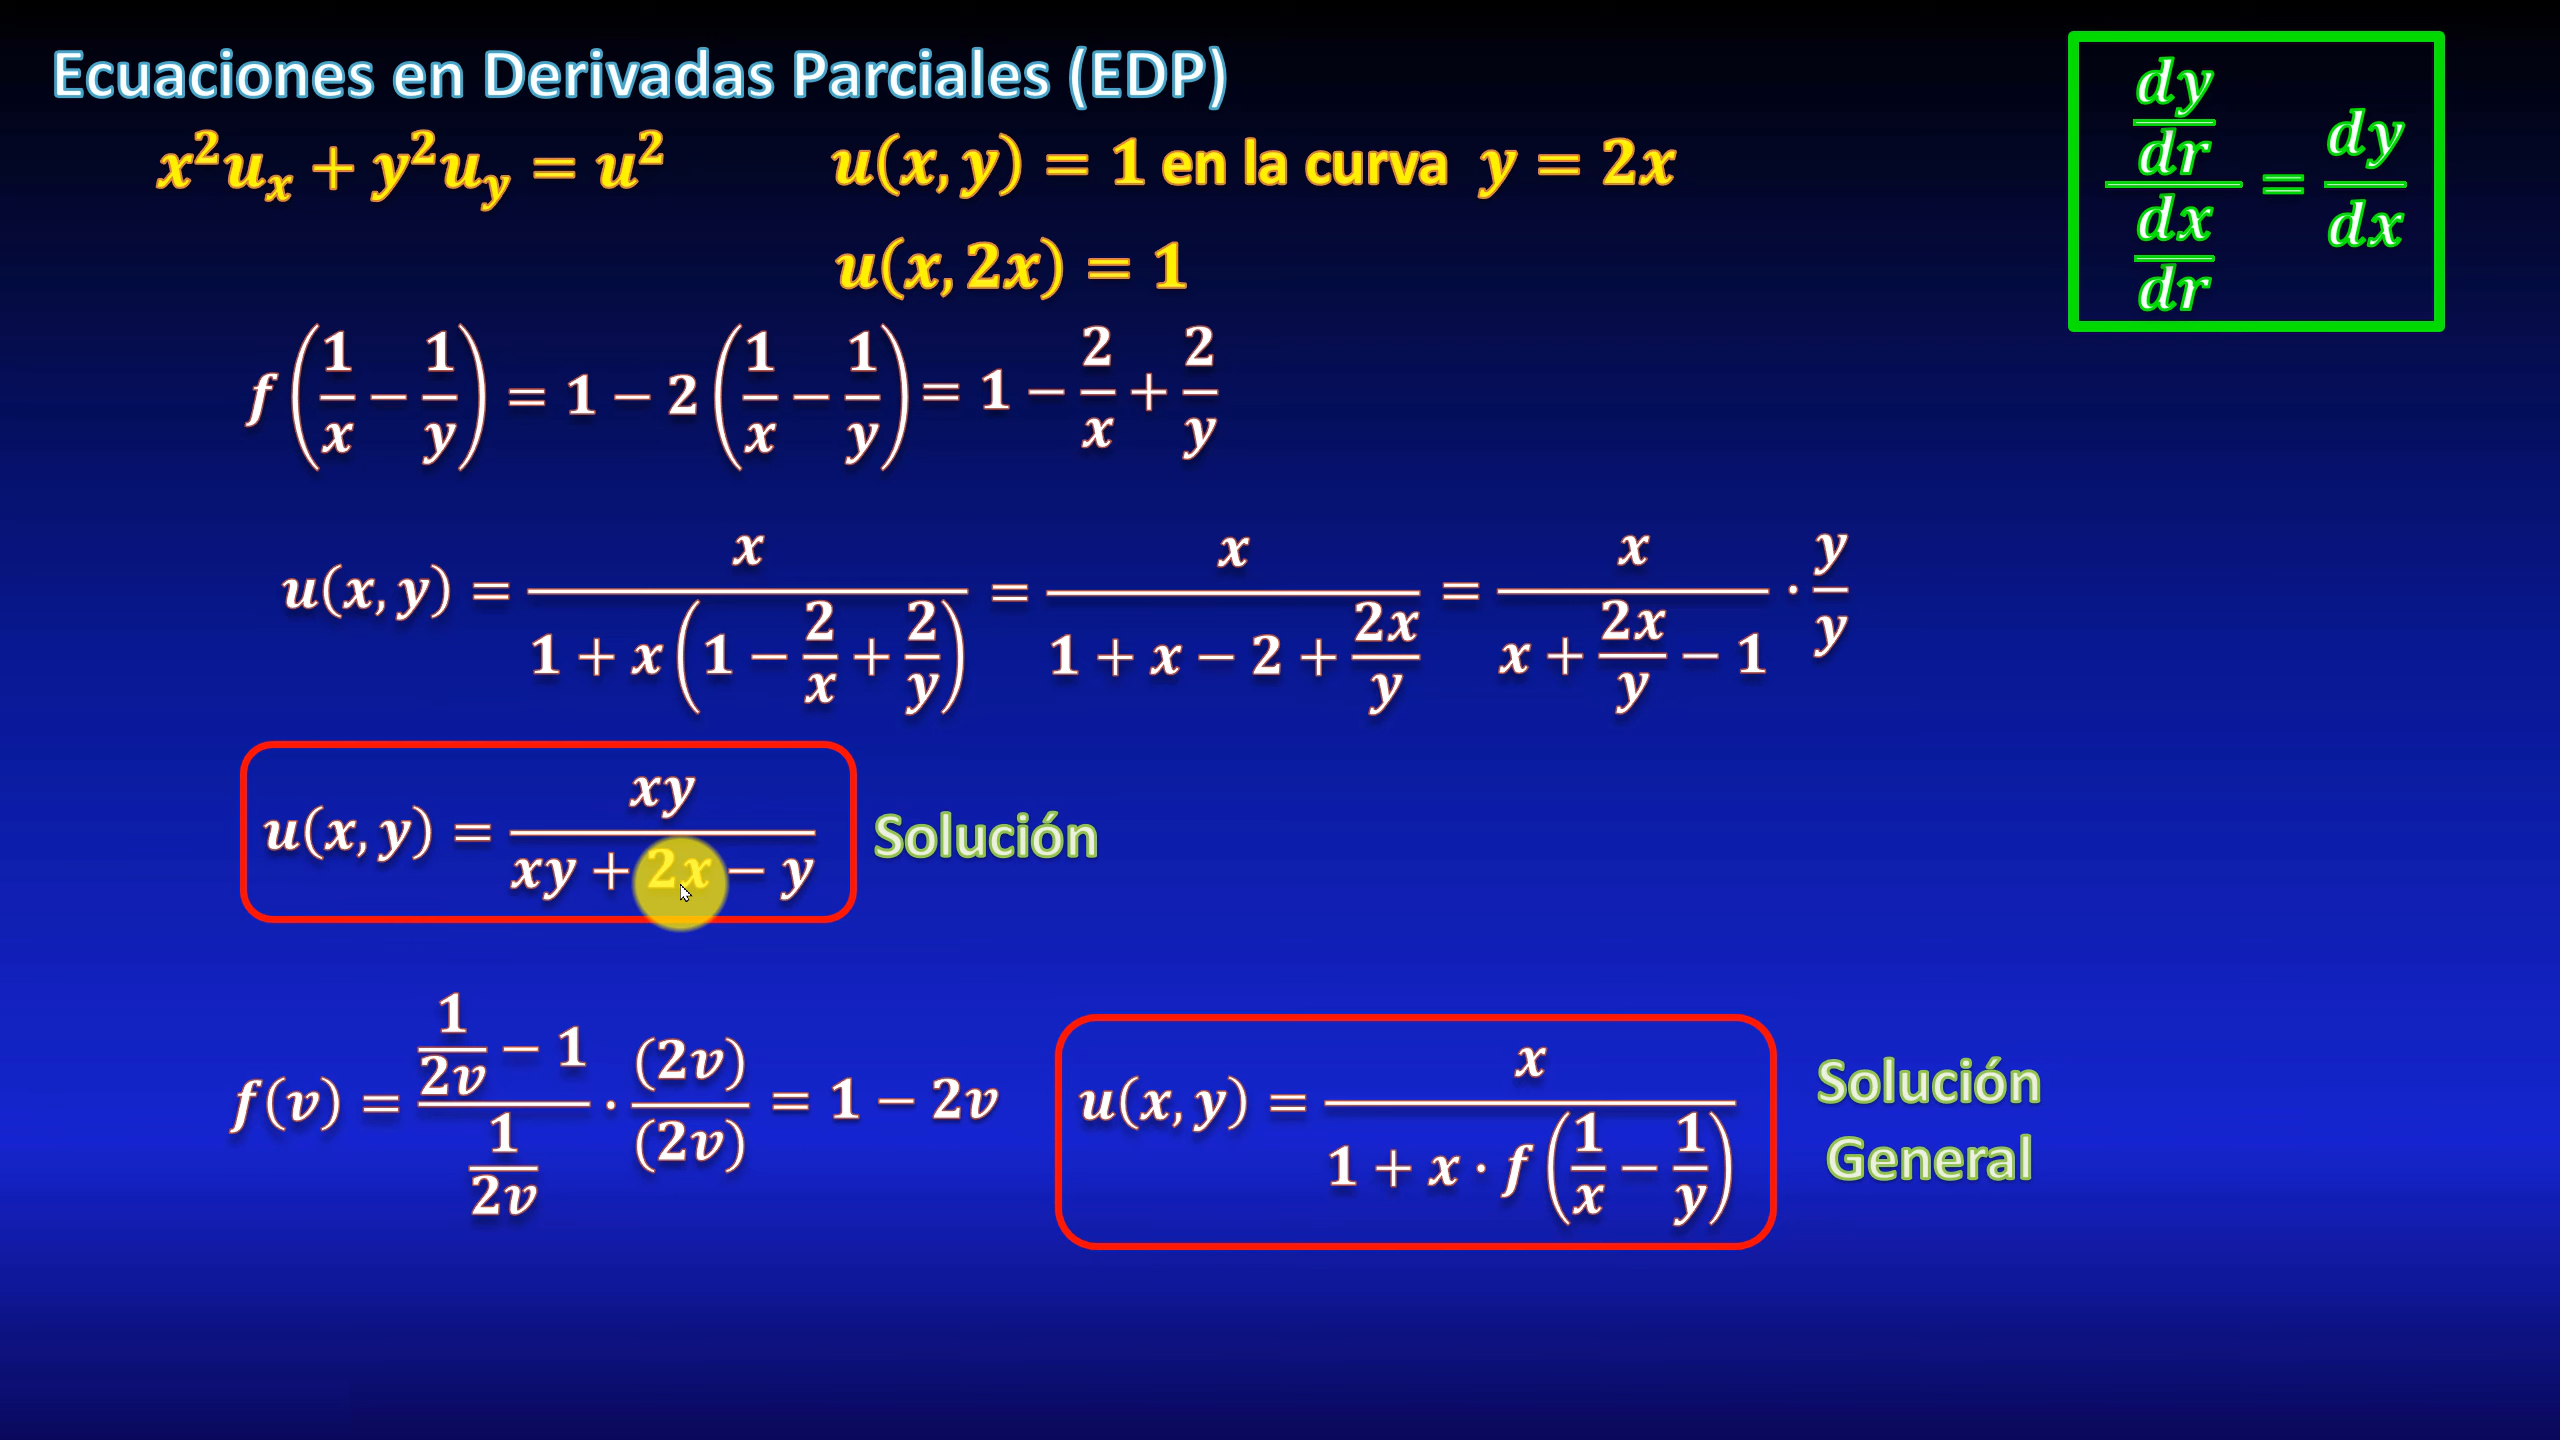 Ecuaciones en Derivadas Parciales (EDP)
x²uₓ + y²u_y = u²
u(x, y) = 1 en la curva y = 2x
u(x, 2x) = 1
(dy/dr)/(dx/dr) = dy/dx
f(1/x − 1/y) = 1 − 2(1/x − 1/y) = 1 − 2/x + 2/y
u(x, y) = x/(1 + x(1 − 2/x + 2/y)) = x/(1 + x − 2 + 2x/y) = x/(x + 2x/y − 1) · y/y
u(x, y) = xy/(xy + 2x − y)
Solución
f(v) = (1/(2v) − 1)/(1/(2v)) · (2v)/(2v) = 1 − 2v
u(x, y) = x/(1 + x · f(1/x − 1/y))
Solución
General